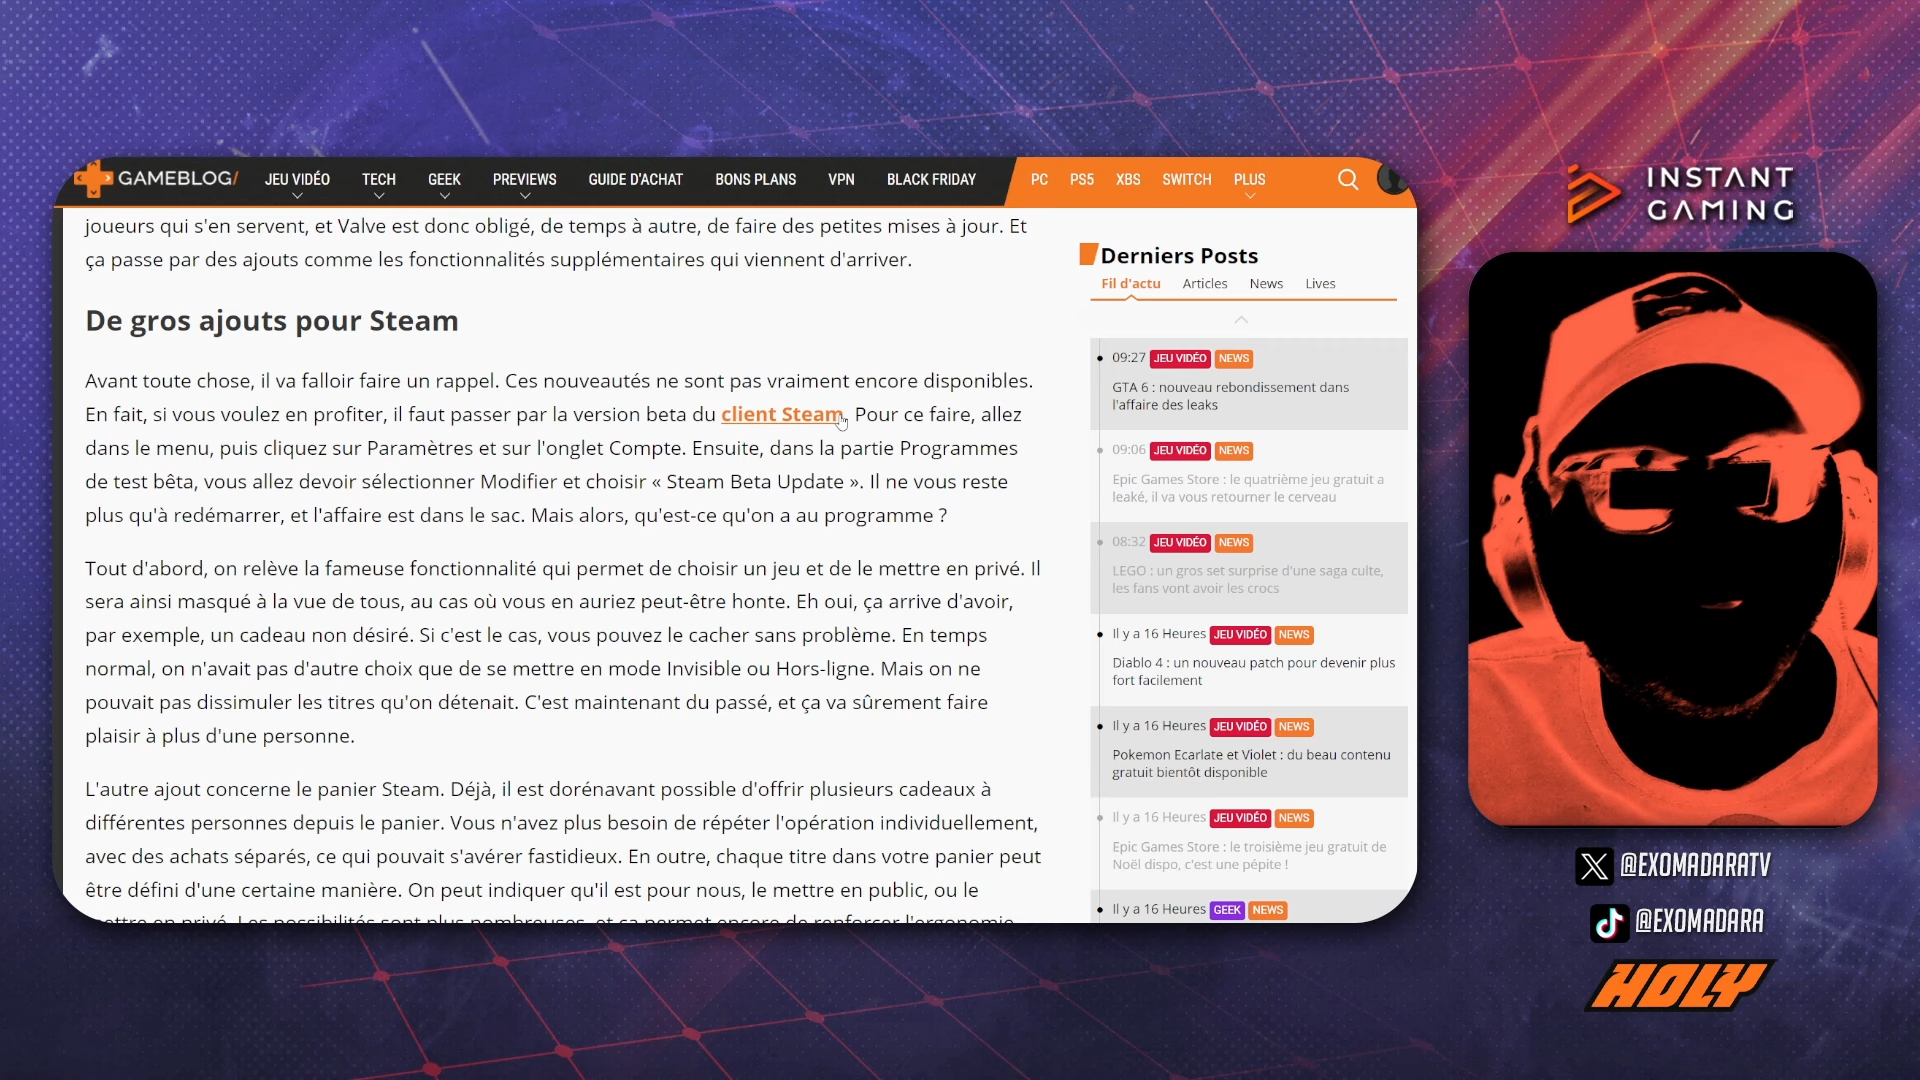 GAMEBLOG/
JEU VIDÉO
TECH
GEEK
PREVIEWS
GUIDE D'ACHAT
BONS PLANS
VPN
BLACK FRIDAY
PC
PS5
XBS
SWITCH
PLUS
joueurs qui s'en servent, et Valve est donc obligé, de temps à autre, de faire des petites mises à jour. Et
ça passe par des ajouts comme les fonctionnalités supplémentaires qui viennent d'arriver.
De gros ajouts pour Steam
Avant toute chose, il va falloir faire un rappel. Ces nouveautés ne sont pas vraiment encore disponibles.
En fait, si vous voulez en profiter, il faut passer par la version beta du client Steam. Pour ce faire, allez
dans le menu, puis cliquez sur Paramètres et sur l'onglet Compte. Ensuite, dans la partie Programmes
de test bêta, vous allez devoir sélectionner Modifier et choisir « Steam Beta Update ». Il ne vous reste
plus qu'à redémarrer, et l'affaire est dans le sac. Mais alors, qu'est-ce qu'on a au programme ?
Tout d'abord, on relève la fameuse fonctionnalité qui permet de choisir un jeu et de le mettre en privé. Il
sera ainsi masqué à la vue de tous, au cas où vous en auriez peut-être honte. Eh oui, ça arrive d'avoir,
par exemple, un cadeau non désiré. Si c'est le cas, vous pouvez le cacher sans problème. En temps
normal, on n'avait pas d'autre choix que de se mettre en mode Invisible ou Hors-ligne. Mais on ne
pouvait pas dissimuler les titres qu'on détenait. C'est maintenant du passé, et ça va sûrement faire
plaisir à plus d'une personne.
L'autre ajout concerne le panier Steam. Déjà, il est dorénavant possible d'offrir plusieurs cadeaux à
différentes personnes depuis le panier. Vous n'avez plus besoin de répéter l'opération individuellement,
avec des achats séparés, ce qui pouvait s'avérer fastidieux. En outre, chaque titre dans votre panier peut
être défini d'une certaine manière. On peut indiquer qu'il est pour nous, le mettre en public, ou le
mettre en privé. Les possibilités sont plus nombreuses, et ça permet encore de renforcer l'ergonomie
Derniers Posts
Fil d'actu
Articles
News
Lives
09:27 JEU VIDÉO NEWS
GTA 6 : nouveau rebondissement dans
l'affaire des leaks
09:06 JEU VIDÉO NEWS
Epic Games Store : le quatrième jeu gratuit a
leaké, il va vous retourner le cerveau
08:32 JEU VIDÉO NEWS
LEGO : un gros set surprise d'une saga culte,
les fans vont avoir les crocs
Il y a 16 Heures JEU VIDÉO NEWS
Diablo 4 : un nouveau patch pour devenir plus
fort facilement
Il y a 16 Heures JEU VIDÉO NEWS
Pokemon Ecarlate et Violet : du beau contenu
gratuit bientôt disponible
Il y a 16 Heures JEU VIDÉO NEWS
Epic Games Store : le troisième jeu gratuit de
Noël dispo, c'est une pépite !
Il y a 16 Heures GEEK NEWS
INSTANT
GAMING
@EXOMADARATV
@EXOMADARA
HOLY